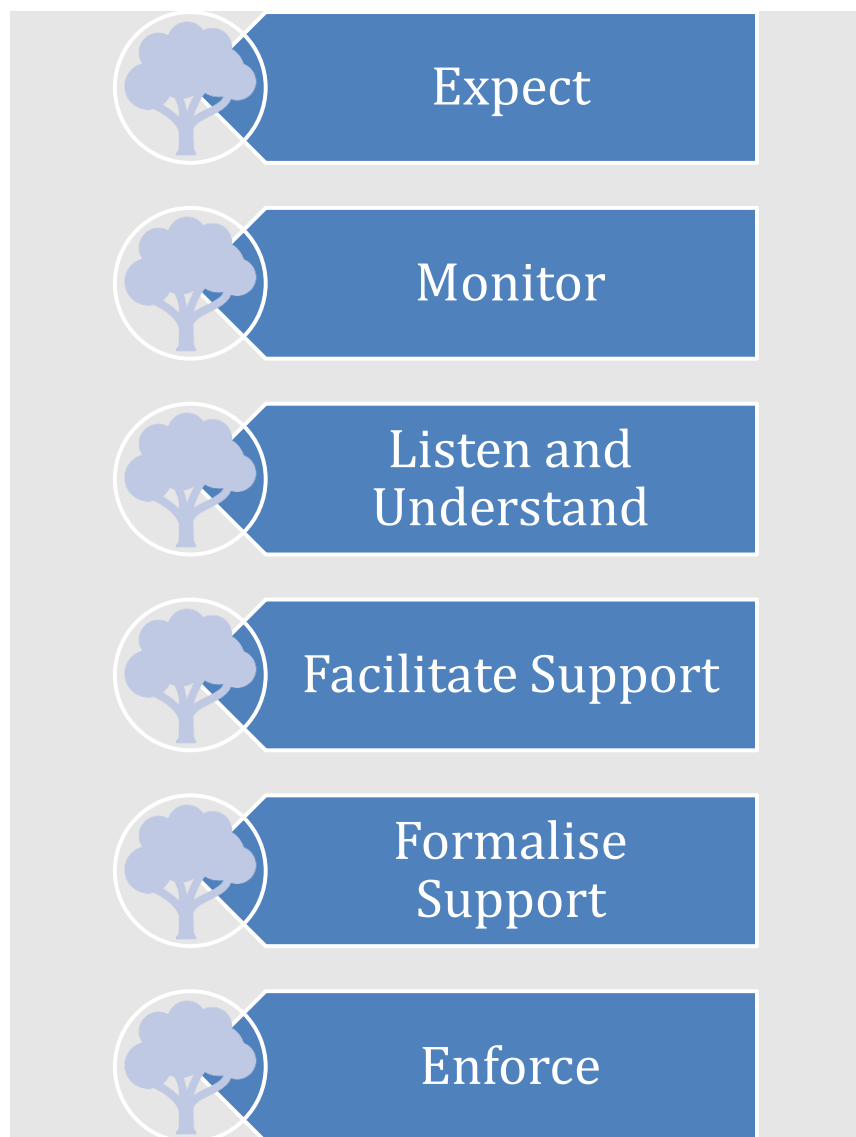 Expect
Monitor
Listen and
Understand
Facilitate Support
Formalise
Support
Enforce